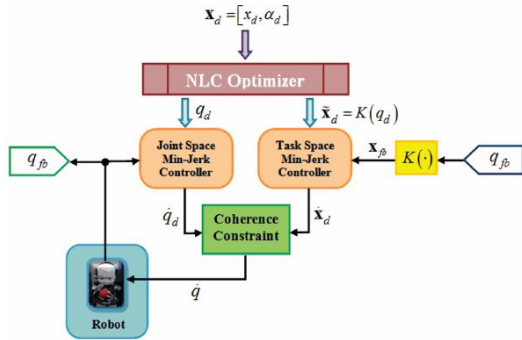 𝐱_d = [x_d, α_d]
NLC Optimizer
q_d
x̃_d = K(q_d)
q_fb
Joint Space
Min-Jerk
Controller
Task Space
Min-Jerk
Controller
𝐱_fb
K(·)
q_fb
q̇_d
Coherence
Constraint
ẋ_d
q̇
Robot